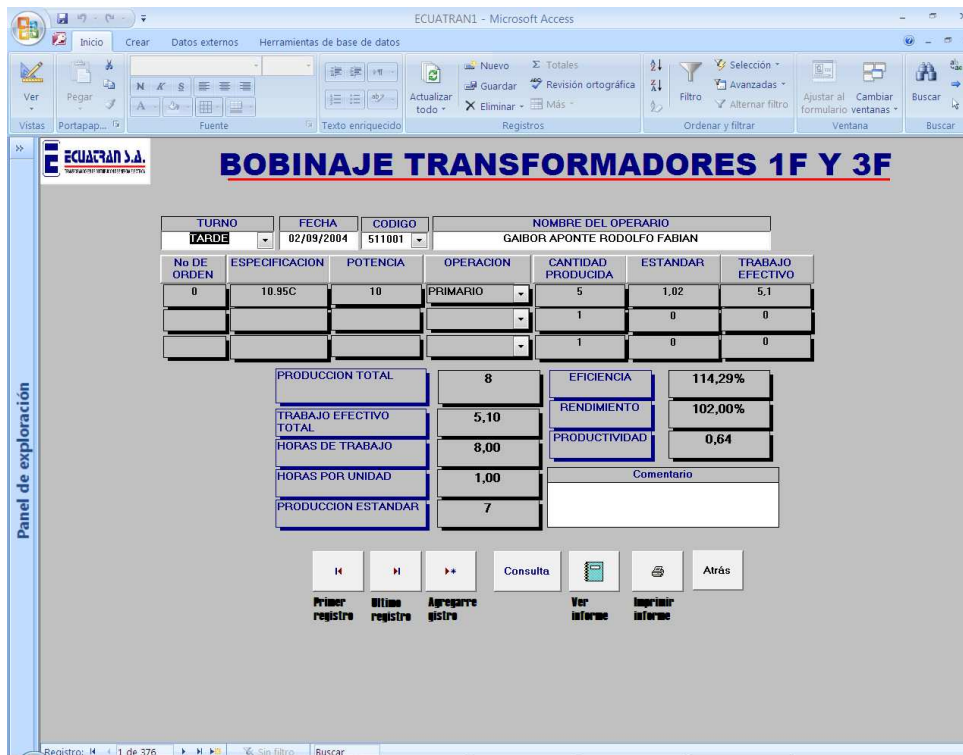 ECUATRAN1 - Microsoft Access
Inicio Crear Datos externos Herramientas de base de datos
Ver
Pegar
N K S
A
Actualizar todo
Nuevo
Guardar
Eliminar
Σ Totales
Revisión ortográfica
Más
Filtro
Selección
Avanzadas
Alternar filtro
Ajustar al formulario
Cambiar ventanas
Buscar
Vistas Portapap... Fuente Texto enriquecido Registros Ordenar y filtrar Ventana Buscar
Panel de exploración
ECUATRAN S.A.
BOBINAJE TRANSFORMADORES 1F Y 3F
TURNO FECHA CODIGO NOMBRE DEL OPERARIO
TARDE 02/09/2004 511001 GAIBOR APONTE RODOLFO FABIAN
No DE ORDEN ESPECIFICACION POTENCIA OPERACION CANTIDAD PRODUCIDA ESTANDAR TRABAJO EFECTIVO
0 10.95C 10 PRIMARIO 5 1,02 5,1
1 0 0
1 0 0
PRODUCCION TOTAL 8 EFICIENCIA 114,29%
TRABAJO EFECTIVO TOTAL 5,10 RENDIMIENTO 102,00%
HORAS DE TRABAJO 8,00 PRODUCTIVIDAD 0,64
HORAS POR UNIDAD 1,00 Comentario
PRODUCCION ESTANDAR 7
Consulta Atrás
Primer registro
Ultimo registro
Agregarre gistro
Ver informe
Imprimir informe
Registro: 1 de 376 Sin filtro Buscar